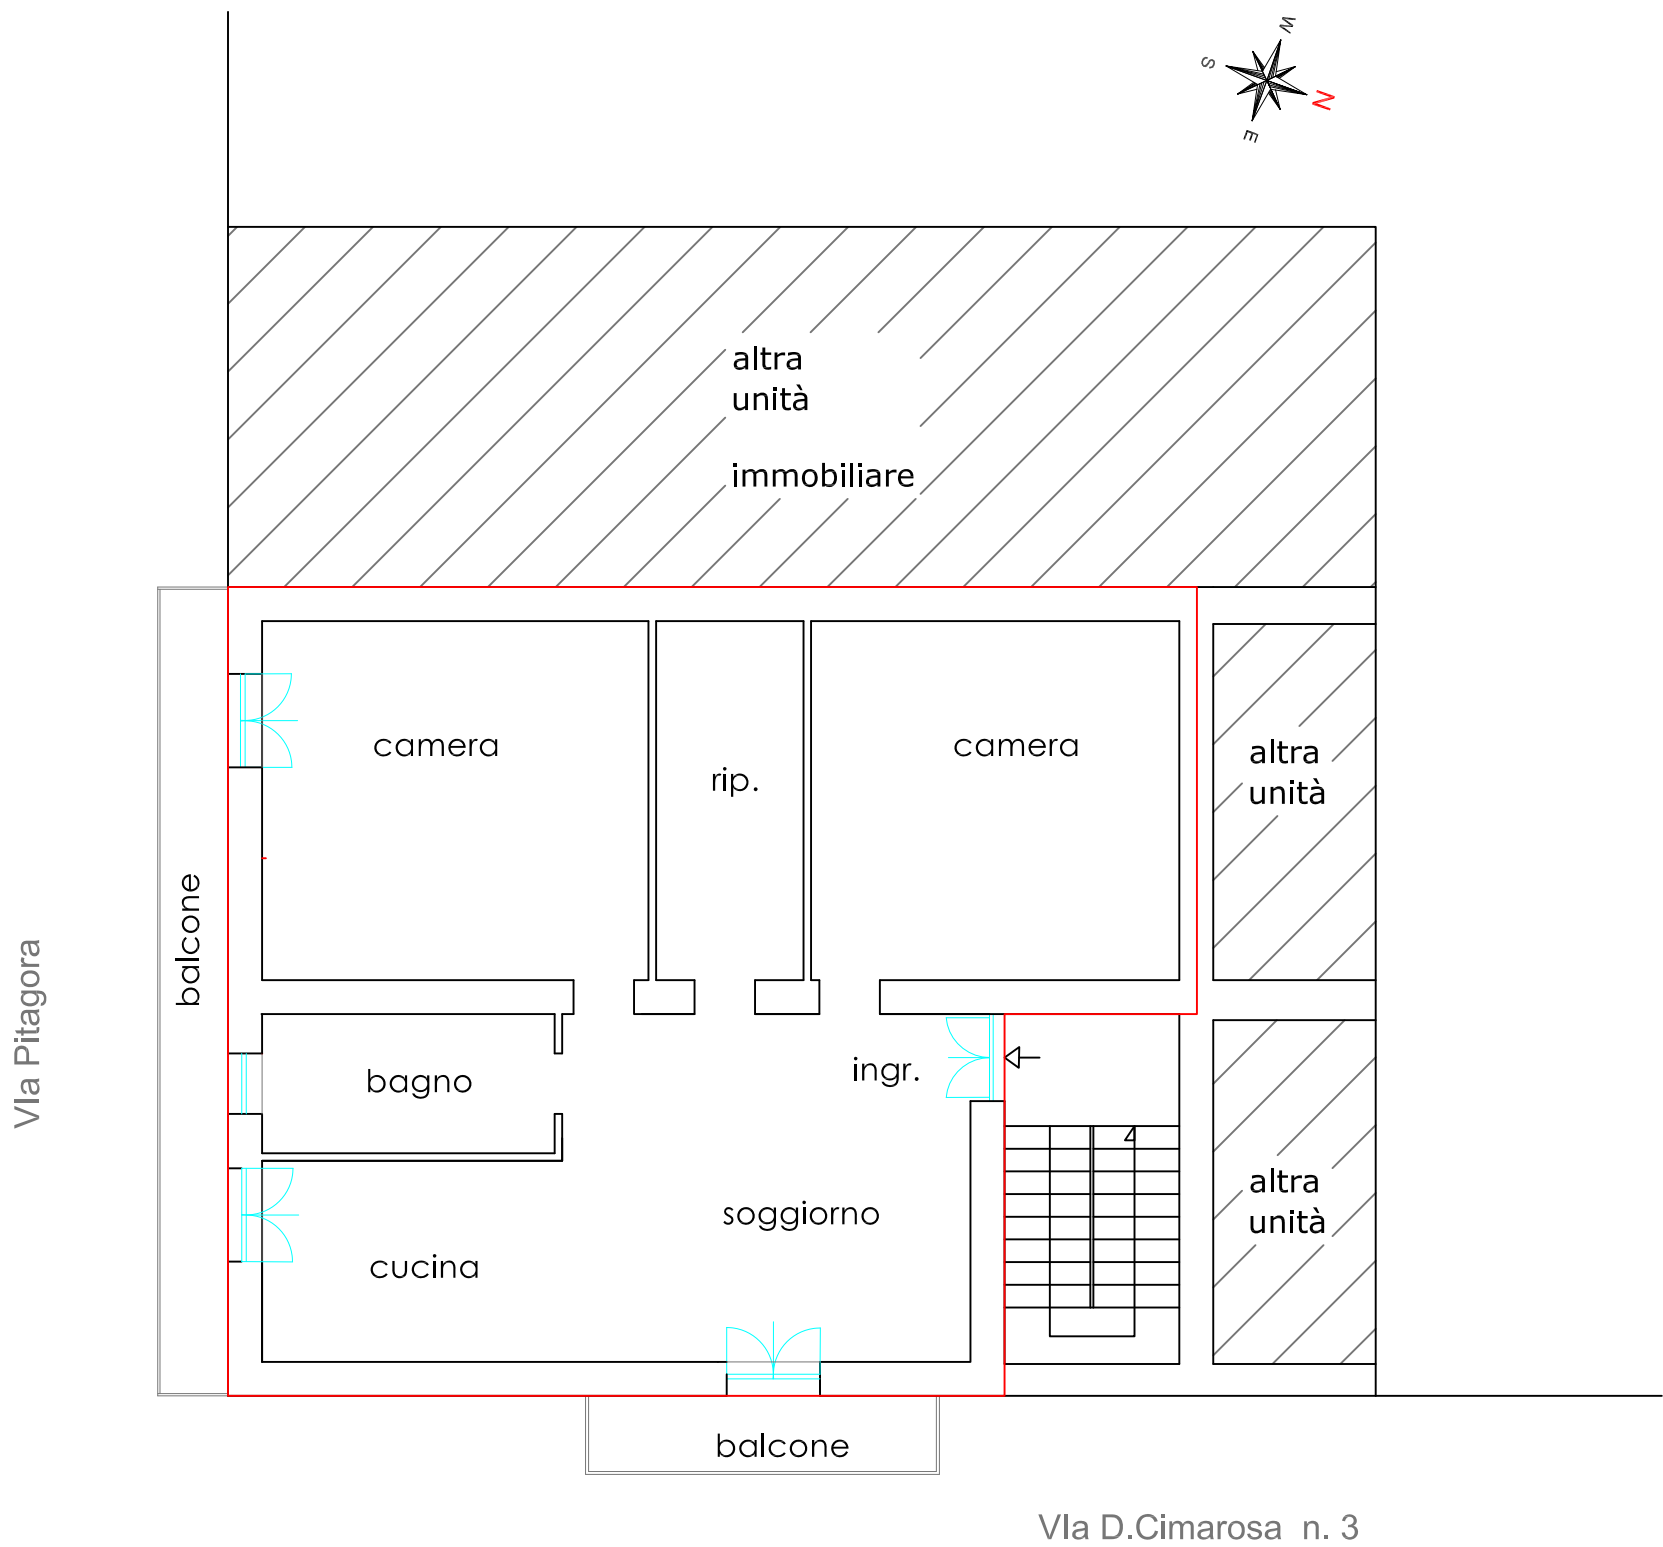 W
S
N
E
altra
unità
immobiliare
camera
camera
rip.
altra
unità
balcone
VIa Pitagora
bagno
ingr.
4
altra
unità
soggiorno
cucina
balcone
VIa D.Cimarosa n. 3